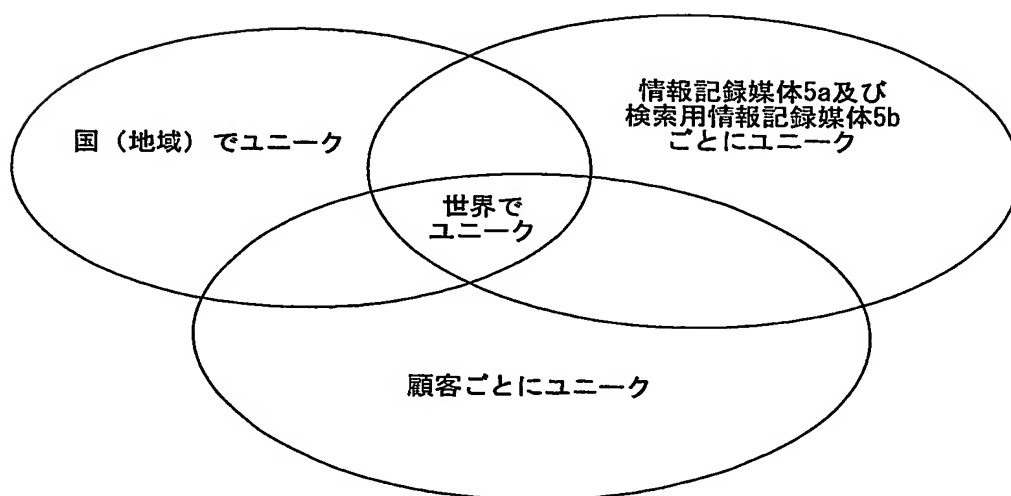 国（地域）でユニーク
情報記録媒体5a及び
検索用情報記録媒体5b
ごとにユニーク
世界で
ユニーク
顧客ごとにユニーク